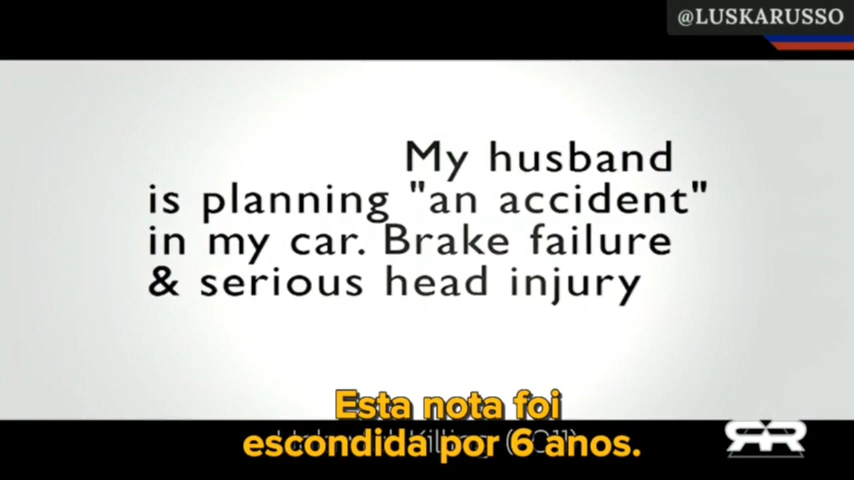 @LUSKARUSSO
My husband
is planning "an accident"
in my car. Brake failure
& serious head injury
Esta nota foi
escondida por 6 anos.